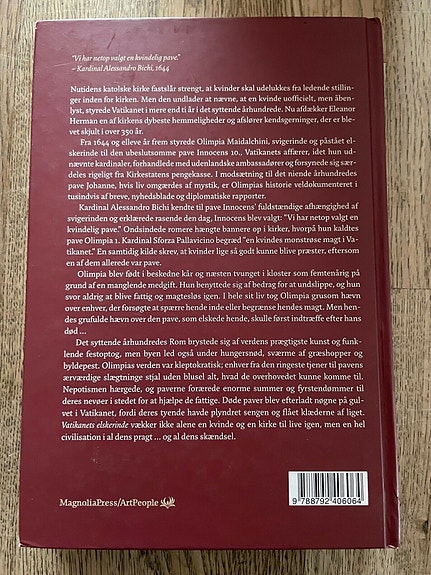 "Vi har netop valgt en kvindelig pave."
– Kardinal Alessandro Bichi, 1644
Nutidens katolske kirke fastslår strengt, at kvinder skal udelukkes fra ledende stillin-
ger inden for kirken. Men den undlader at nævne, at en kvinde uofficielt, men åben-
lyst, styrede Vatikanet i mere end ti år i det syttende århundrede. Nu afdækker Eleanor
Herman en af kirkens dybeste hemmeligheder og afslører kendsgerninger, der er ble-
vet skjult i over 350 år.
Fra 1644 og elleve år frem styrede Olimpia Maidalchini, svigerinde og påstået el-
skerinde til den ubeslutsomme pave Innocens 10., Vatikanets affærer, idet hun ud-
nævnte kardinaler, forhandlede med udenlandske ambassadører og forsynede sig sær-
deles rigeligt fra Kirkestatens pengekasse. I modsætning til det niende århundredes
pave Johanne, hvis liv omgærdes af mystik, er Olimpias historie veldokumenteret i
tusindvis af breve, nyhedsblade og diplomatiske rapporter.
Kardinal Alessandro Bichi kendte til pave Innocens' fuldstændige afhængighed af
svigerinden og erklærede rasende den dag, Innocens blev valgt: "Vi har netop valgt en
kvindelig pave." Ondsindede romere hængte bannere op i kirker, hvorpå hun kaldtes
pave Olimpia 1. Kardinal Sforza Pallavicino begræd "en kvindes monstrøse magt i Va-
tikanet." En samtidig kilde skrev, at kvinder lige så godt kunne blive præster, eftersom
en af dem allerede var pave.
Olimpia blev født i beskedne kår og næsten tvunget i kloster som femtenårig på
grund af en manglende medgift. Hun benyttede sig af bedrag for at undslippe, og hun
svor aldrig at blive fattig og magtesløs igen. I hele sit liv tog Olimpia grusom hævn
over enhver, der forsøgte at spærre hende inde eller begrænse hendes magt. Men hen-
des grufulde hævn over den pave, som elskede hende, skulle først indtræffe efter hans
død ...
Det syttende århundredes Rom brystede sig af verdens prægtigste kunst og fun-
klende festoptog, men byen led også under hungersnød, sværme af græshopper og
byldepest. Olimpias verden var kleptokratisk; enhver fra den ringeste tjener til pavens
ærværdige slægtninge stjal uden blusel alt, hvad de overhovedet kunne komme til.
Nepotismen hærgede, og paverne forærede enorme summer og fyrstendømmer til
deres nevøer i stedet for at hjælpe de fattige. Døde paver blev efterladt nøgne på gul-
vet i Vatikanet, fordi deres tyende havde plyndret sengen og flået klæderne af liget.
Vatikanets elskerinde vækker ikke alene en kvinde og en kirke til live igen, men en hel
civilisation i al dens pragt ... og al dens skændsel.
MagnoliaPress/ArtPeople
9 788792 406064